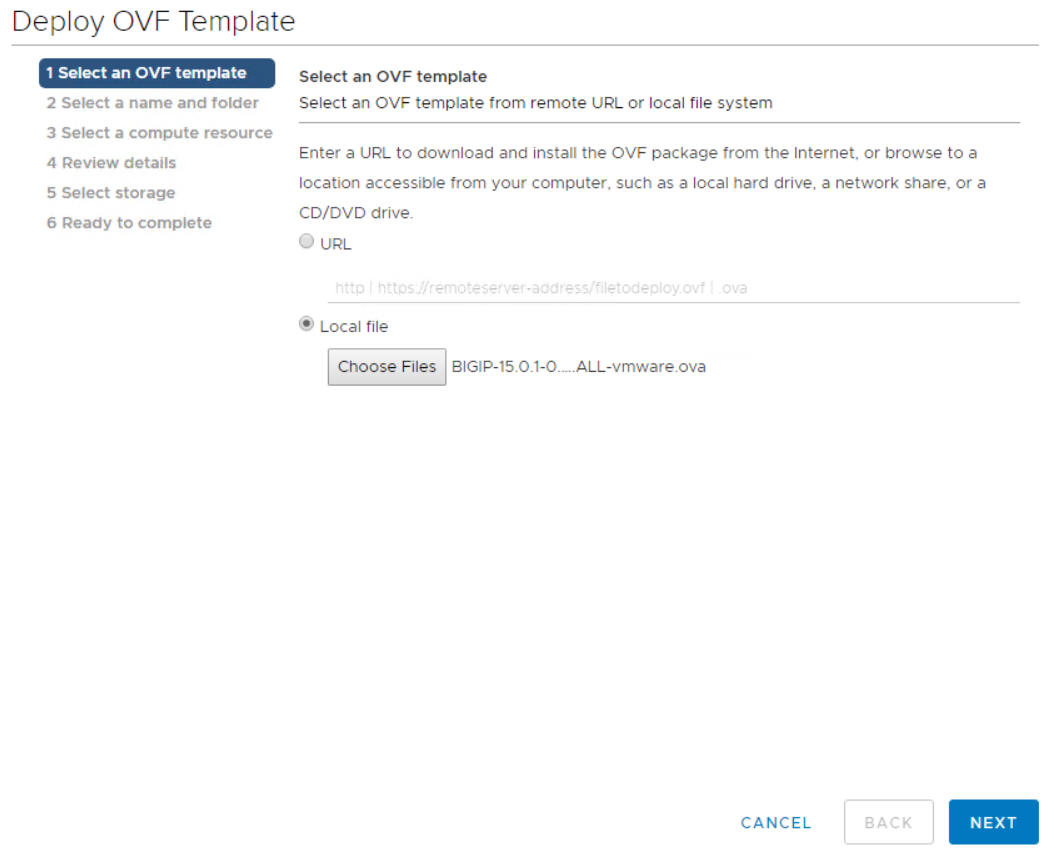 Deploy OVF Template
1 Select an OVF template
2 Select a name and folder
3 Select a compute resource
4 Review details
5 Select storage
6 Ready to complete
Select an OVF template
Select an OVF template from remote URL or local file system
Enter a URL to download and install the OVF package from the Internet, or browse to a
location accessible from your computer, such as a local hard drive, a network share, or a
CD/DVD drive.
URL
http | https://remoteserver-address/filetodeploy.ovf | .ova
Local file
Choose Files BIGIP-15.0.1-0.....ALL-vmware.ova
CANCEL BACK NEXT